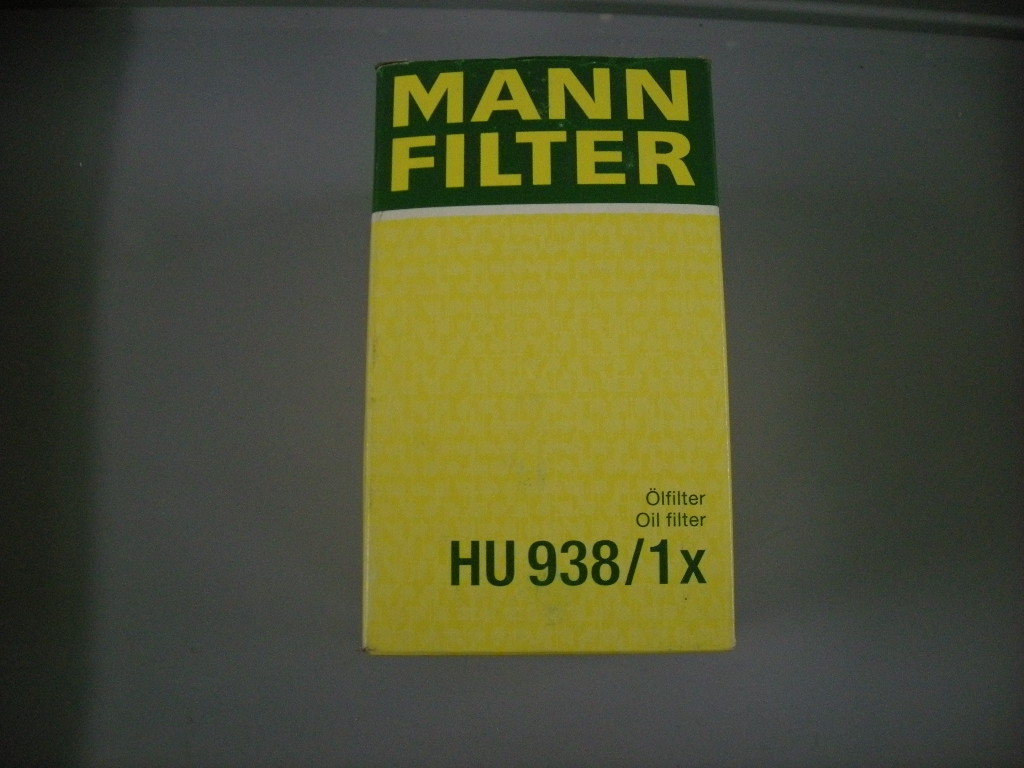 MANN
FILTER
Ölfilter
Oil filter
HU 938/1x